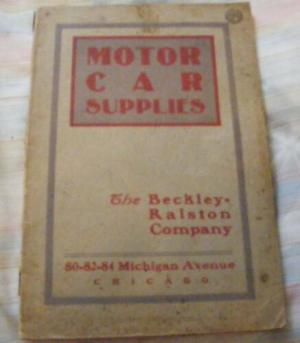 MOTOR
CAR
SUPPLIES
The Beckley-
Ralston
Company
80-82-84 Michigan Avenue
CHICAGO